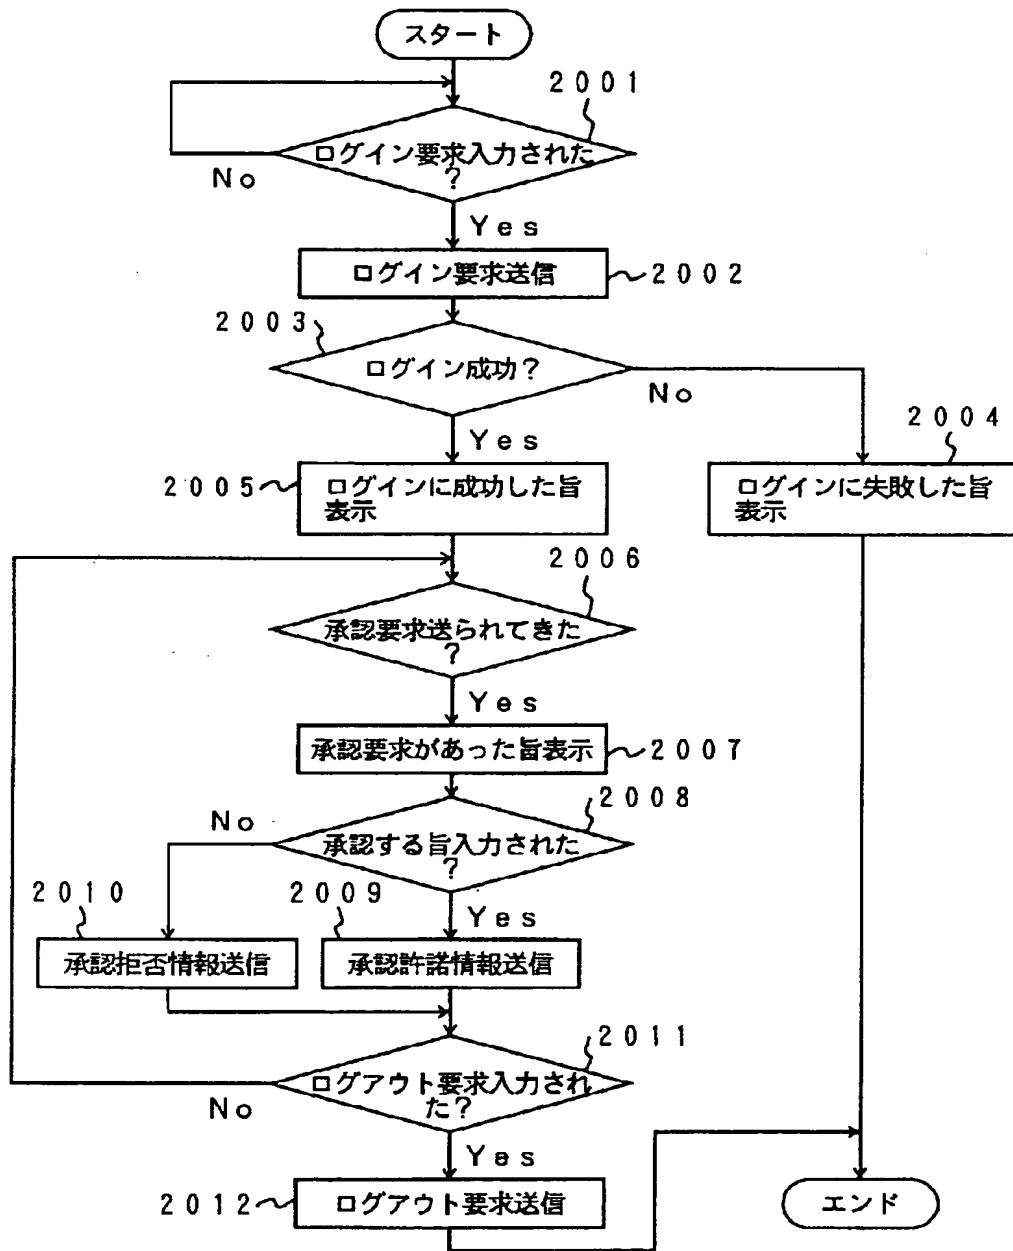 スタート
2001
ログイン要求入力された
?
No
Yes
ログイン要求送信
2002
2003
ログイン成功?
No
Yes
2004
2005
ログインに成功した旨
表示
ログインに失敗した旨
表示
2006
承認要求送られてきた
?
Yes
承認要求があった旨表示
2007
2008
No
承認する旨入力された
?
2010
2009
Yes
承認拒否情報送信
承認許諾情報送信
2011
ログアウト要求入力され
た?
No
Yes
2012
ログアウト要求送信
エンド